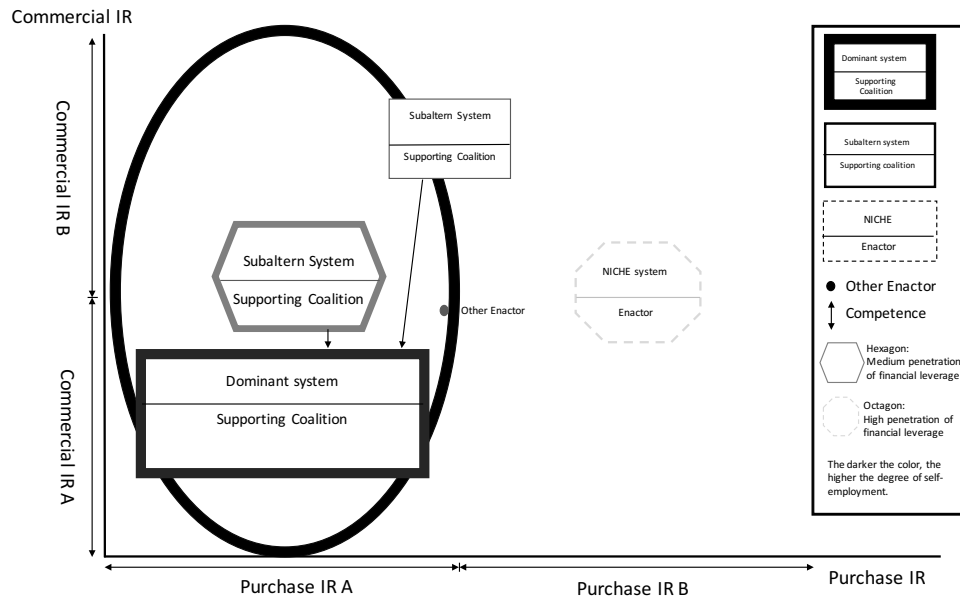 Commercial IR
Commercial IR B
Commercial IR A
Subaltern System
Supporting Coalition
Subaltern System
Supporting Coalition
NICHE system
Enactor
Other Enactor
Dominant system
Supporting Coalition
Purchase IR A
Purchase IR B
Purchase IR
Dominant system
Supporting
Coalition
Subaltern system
Supporting coalition
NICHE
Enactor
Other Enactor
Competence
Hexagon:
Medium penetration
of financial leverage
Octagon:
High penetration of
financial leverage
The darker the color, the
higher the degree of self-
employment.